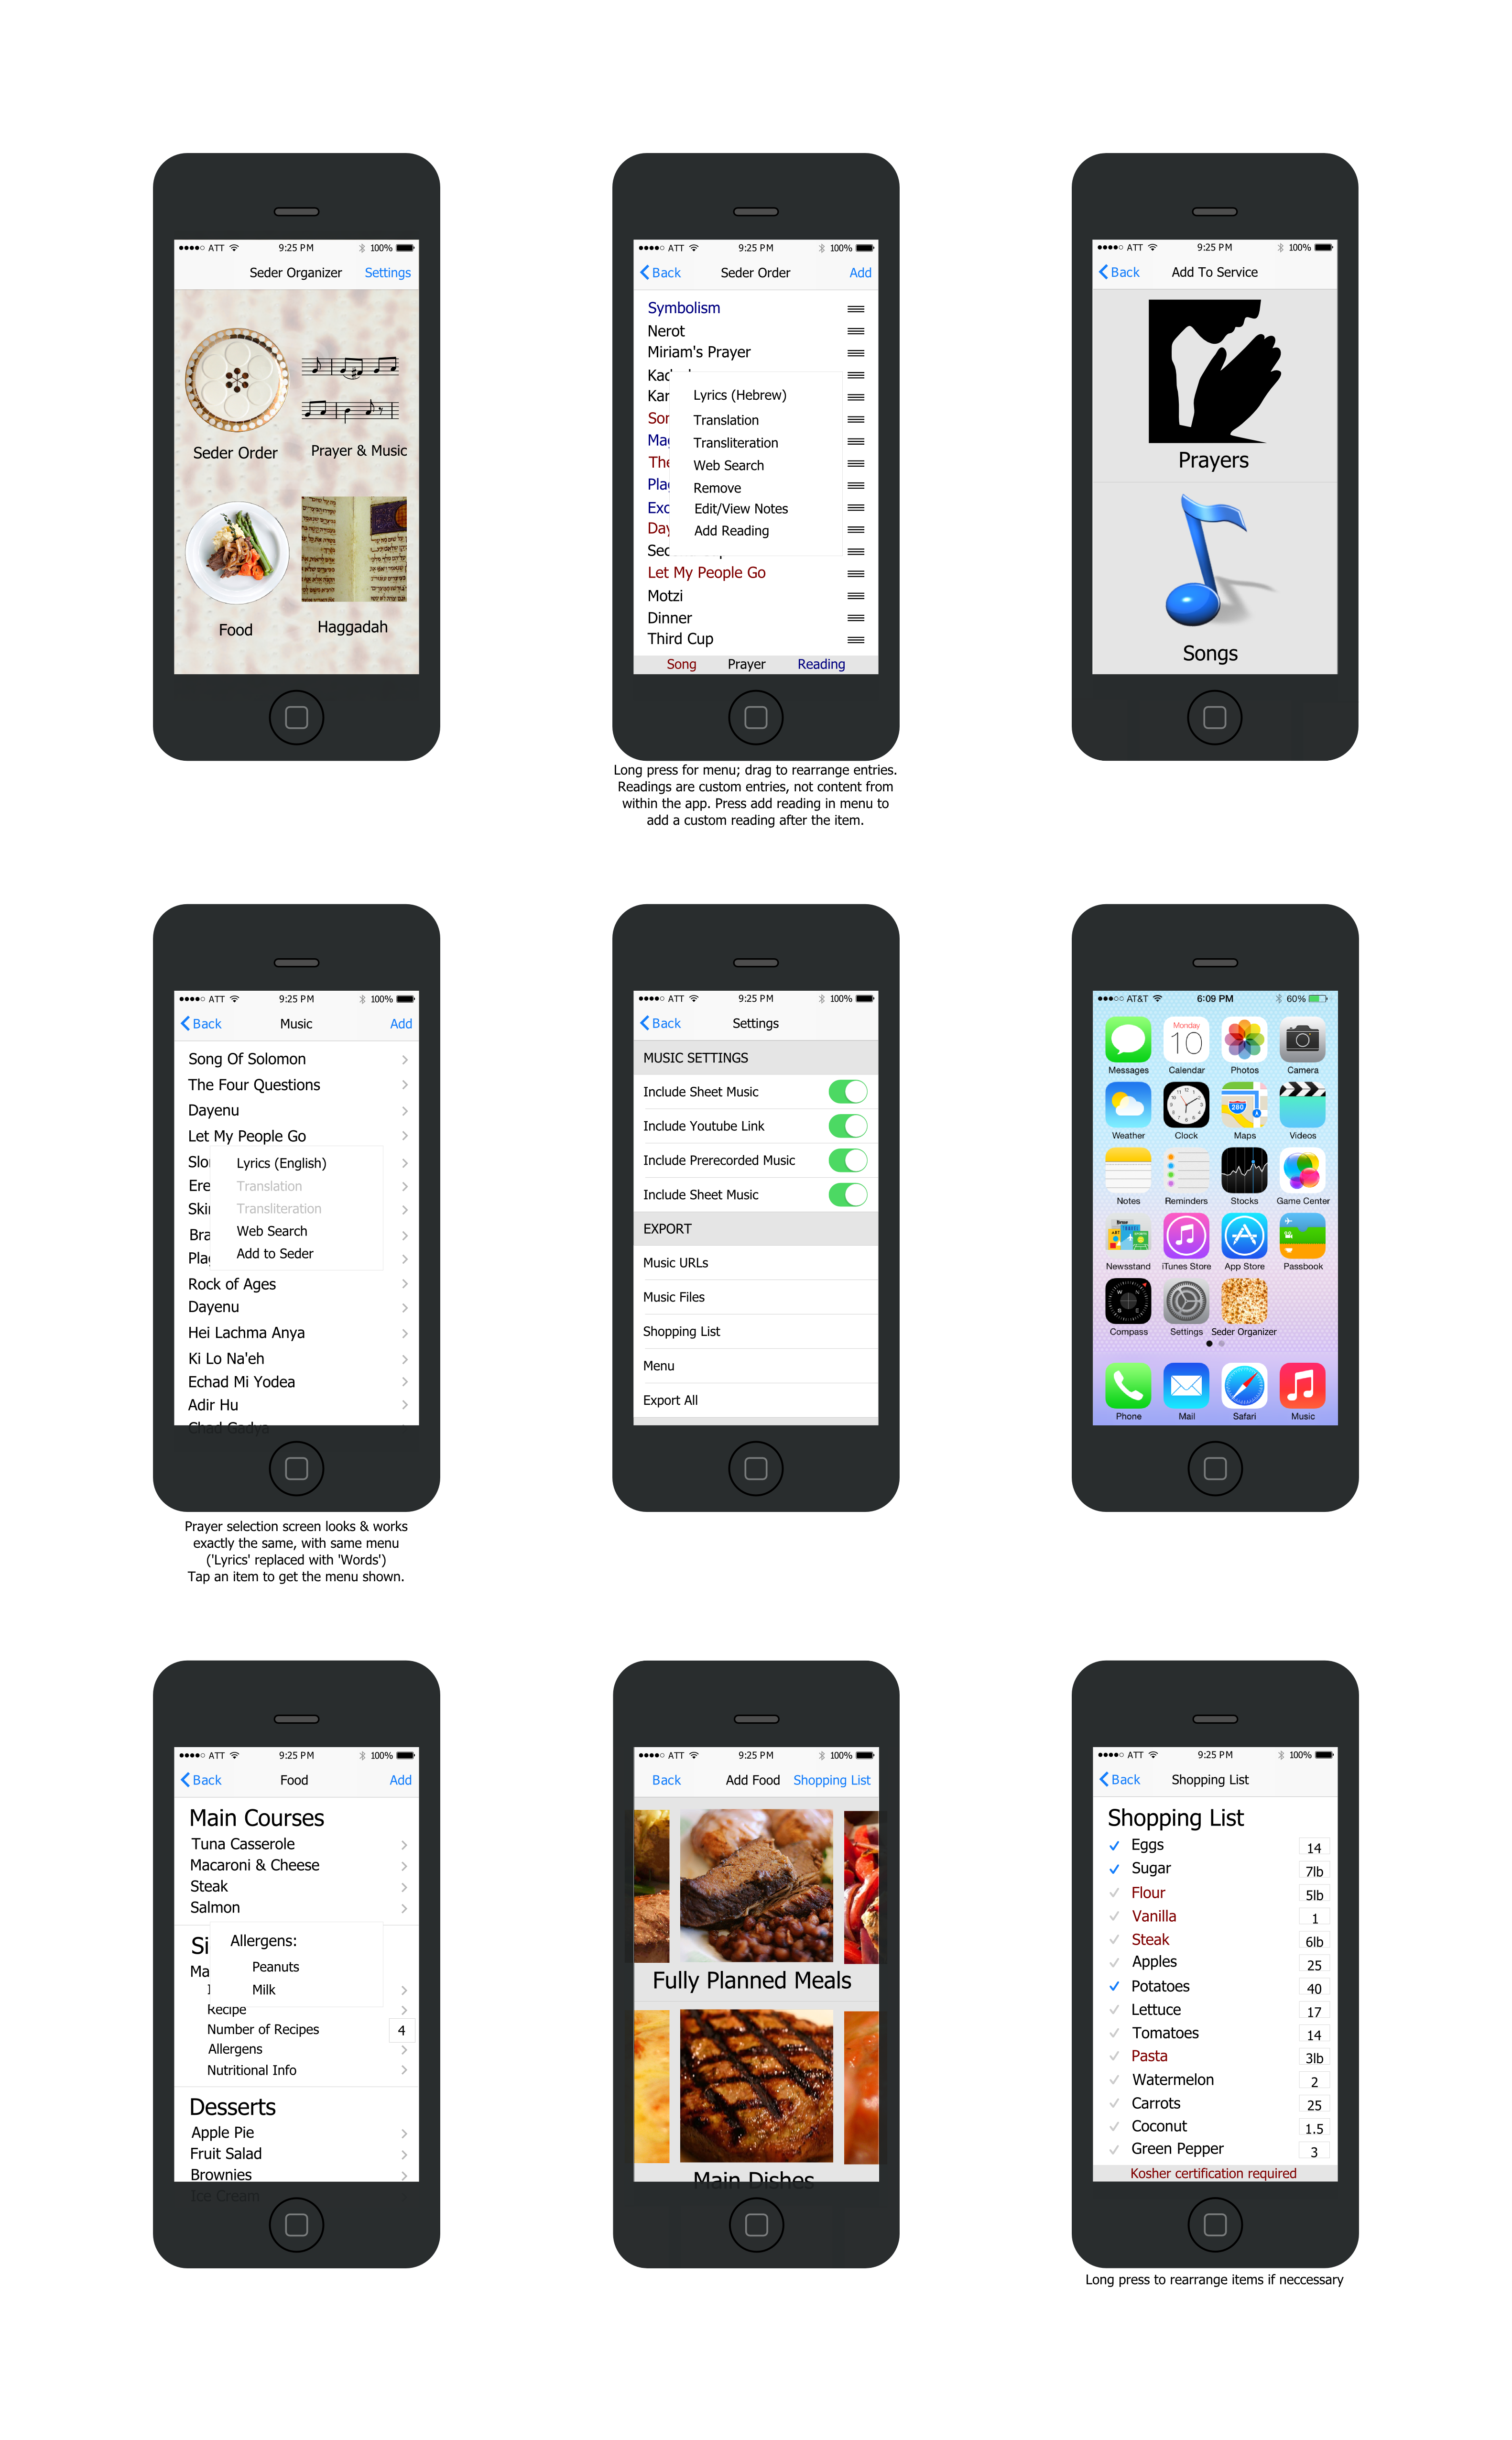 ATT 9:25 PM 100%
Seder Organizer Settings
Seder Order Prayer & Music
Food Haggadah
ATT 9:25 PM 100%
Back Seder Order Add
Symbolism
Nerot
Miriam's Prayer
Kad
Kar
Lyrics (Hebrew)
Son
Translation
Mag
Transliteration
The
Web Search
Pla
Remove
Exc
Edit/View Notes
Day
Add Reading
Sec
Let My People Go
Motzi
Dinner
Third Cup
Song Prayer Reading
Long press for menu; drag to rearrange entries.
Readings are custom entries, not content from
within the app. Press add reading in menu to
add a custom reading after the item.
ATT 9:25 PM 100%
Back Add To Service
Prayers
Songs
ATT 9:25 PM 100%
Back Music Add
Song Of Solomon
The Four Questions
Dayenu
Let My People Go
Slo
Lyrics (English)
Ere
Translation
Ski
Transliteration
Bra
Web Search
Pla
Add to Seder
Rock of Ages
Dayenu
Hei Lachma Anya
Ki Lo Na'eh
Echad Mi Yodea
Adir Hu
Chad Gadya
Prayer selection screen looks & works
exactly the same, with same menu
('Lyrics' replaced with 'Words')
Tap an item to get the menu shown.
ATT 9:25 PM 100%
Back Settings
MUSIC SETTINGS
Include Sheet Music
Include Youtube Link
Include Prerecorded Music
Include Sheet Music
EXPORT
Music URLs
Music Files
Shopping List
Menu
Export All
AT&T 6:09 PM 60%
Monday
10
Messages Calendar Photos Camera
280
Weather Clock Maps Videos
Notes Reminders Stocks Game Center
Newsstand iTunes Store App Store Passbook
Compass Settings Seder Organizer
Phone Mail Safari Music
ATT 9:25 PM 100%
Back Food Add
Main Courses
Tuna Casserole
Macaroni & Cheese
Steak
Salmon
Si
Allergens:
Ma
Peanuts
Milk
Recipe
Number of Recipes 4
Allergens
Nutritional Info
Desserts
Apple Pie
Fruit Salad
Brownies
Ice Cream
ATT 9:25 PM 100%
Back Add Food Shopping List
Fully Planned Meals
Main Dishes
ATT 9:25 PM 100%
Back Shopping List
Shopping List
Eggs 14
Sugar 7lb
Flour 5lb
Vanilla 1
Steak 6lb
Apples 25
Potatoes 40
Lettuce 17
Tomatoes 14
Pasta 3lb
Watermelon 2
Carrots 25
Coconut 1.5
Green Pepper 3
Kosher certification required
Long press to rearrange items if neccessary